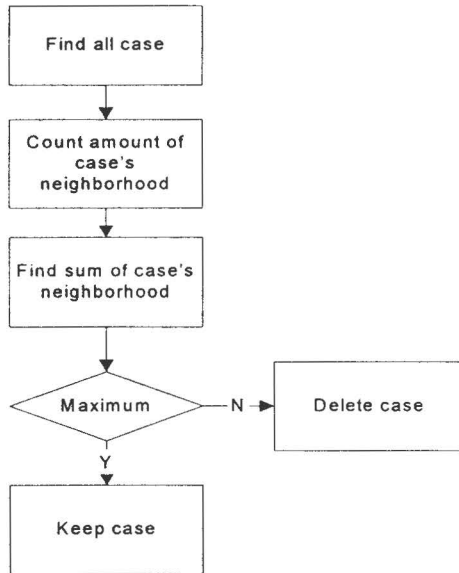 Find all case
Count amount of
case's
neighborhood
Find sum of case's
neighborhood
Maximum
N
Delete case
Y
Keep case